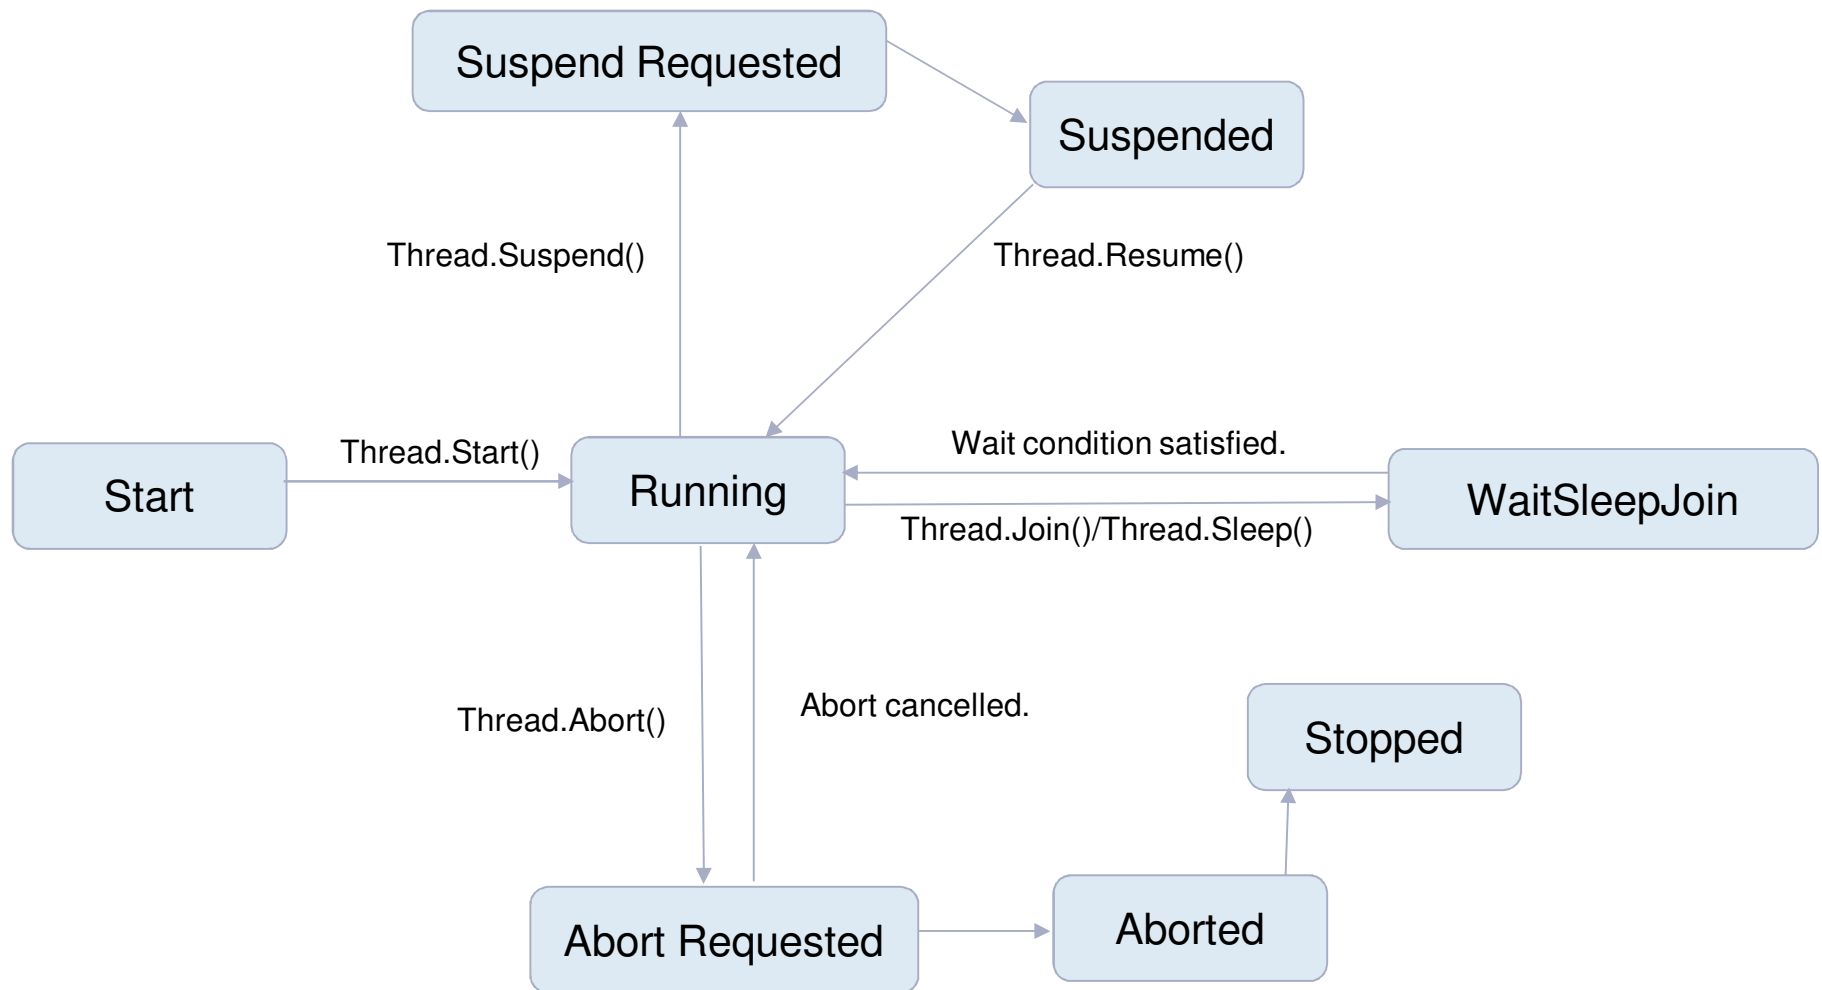 Suspend Requested
Suspended
Thread.Suspend()
Thread.Resume()
Start
Thread.Start()
Running
Wait condition satisfied.
Thread.Join()/Thread.Sleep()
WaitSleepJoin
Thread.Abort()
Abort cancelled.
Stopped
Abort Requested
Aborted